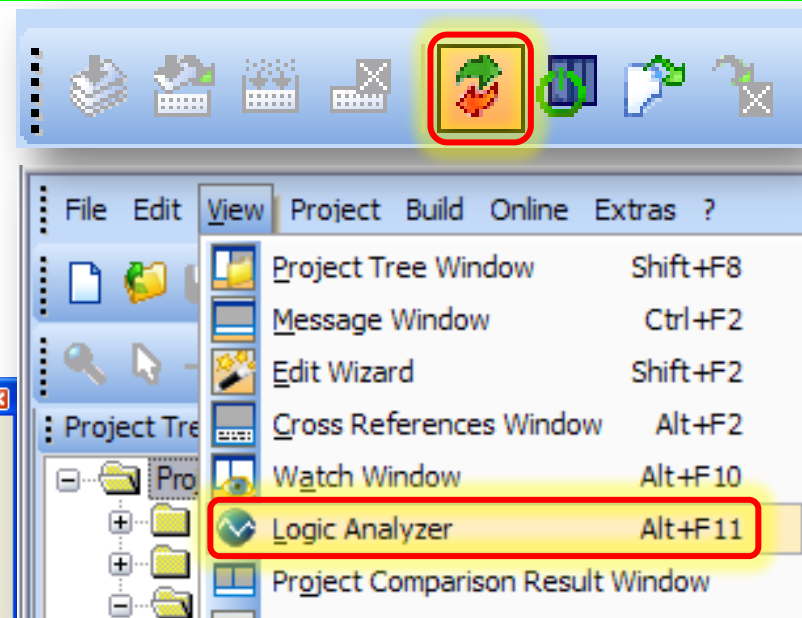 File Edit View Project Build Online Extras ?
Project Tree Window Shift+F8
Message Window Ctrl+F2
Edit Wizard Shift+F2
Project Tre
Cross References Window Alt+F2
Pro
Watch Window Alt+F10
Logic Analyzer Alt+F11
Project Comparison Result Window